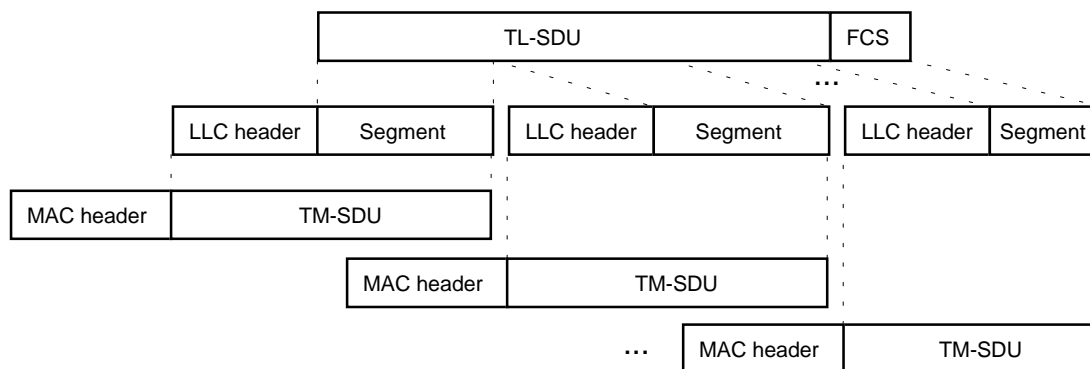 TL-SDU FCS
...
LLC header Segment LLC header Segment LLC header Segment
MAC header TM-SDU
MAC header TM-SDU
... MAC header TM-SDU